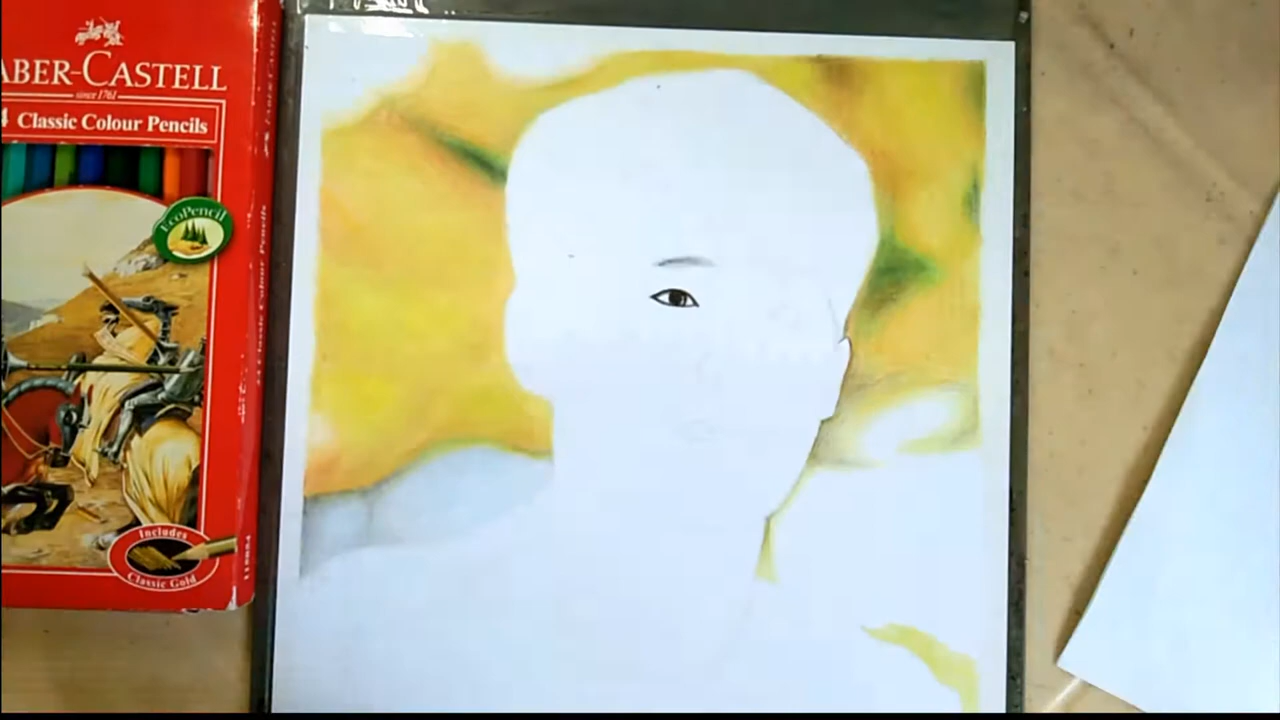 ABER-CASTELL
since 1761
4 Classic Colour Pencils
EcoPencil
Includes
Classic Gold